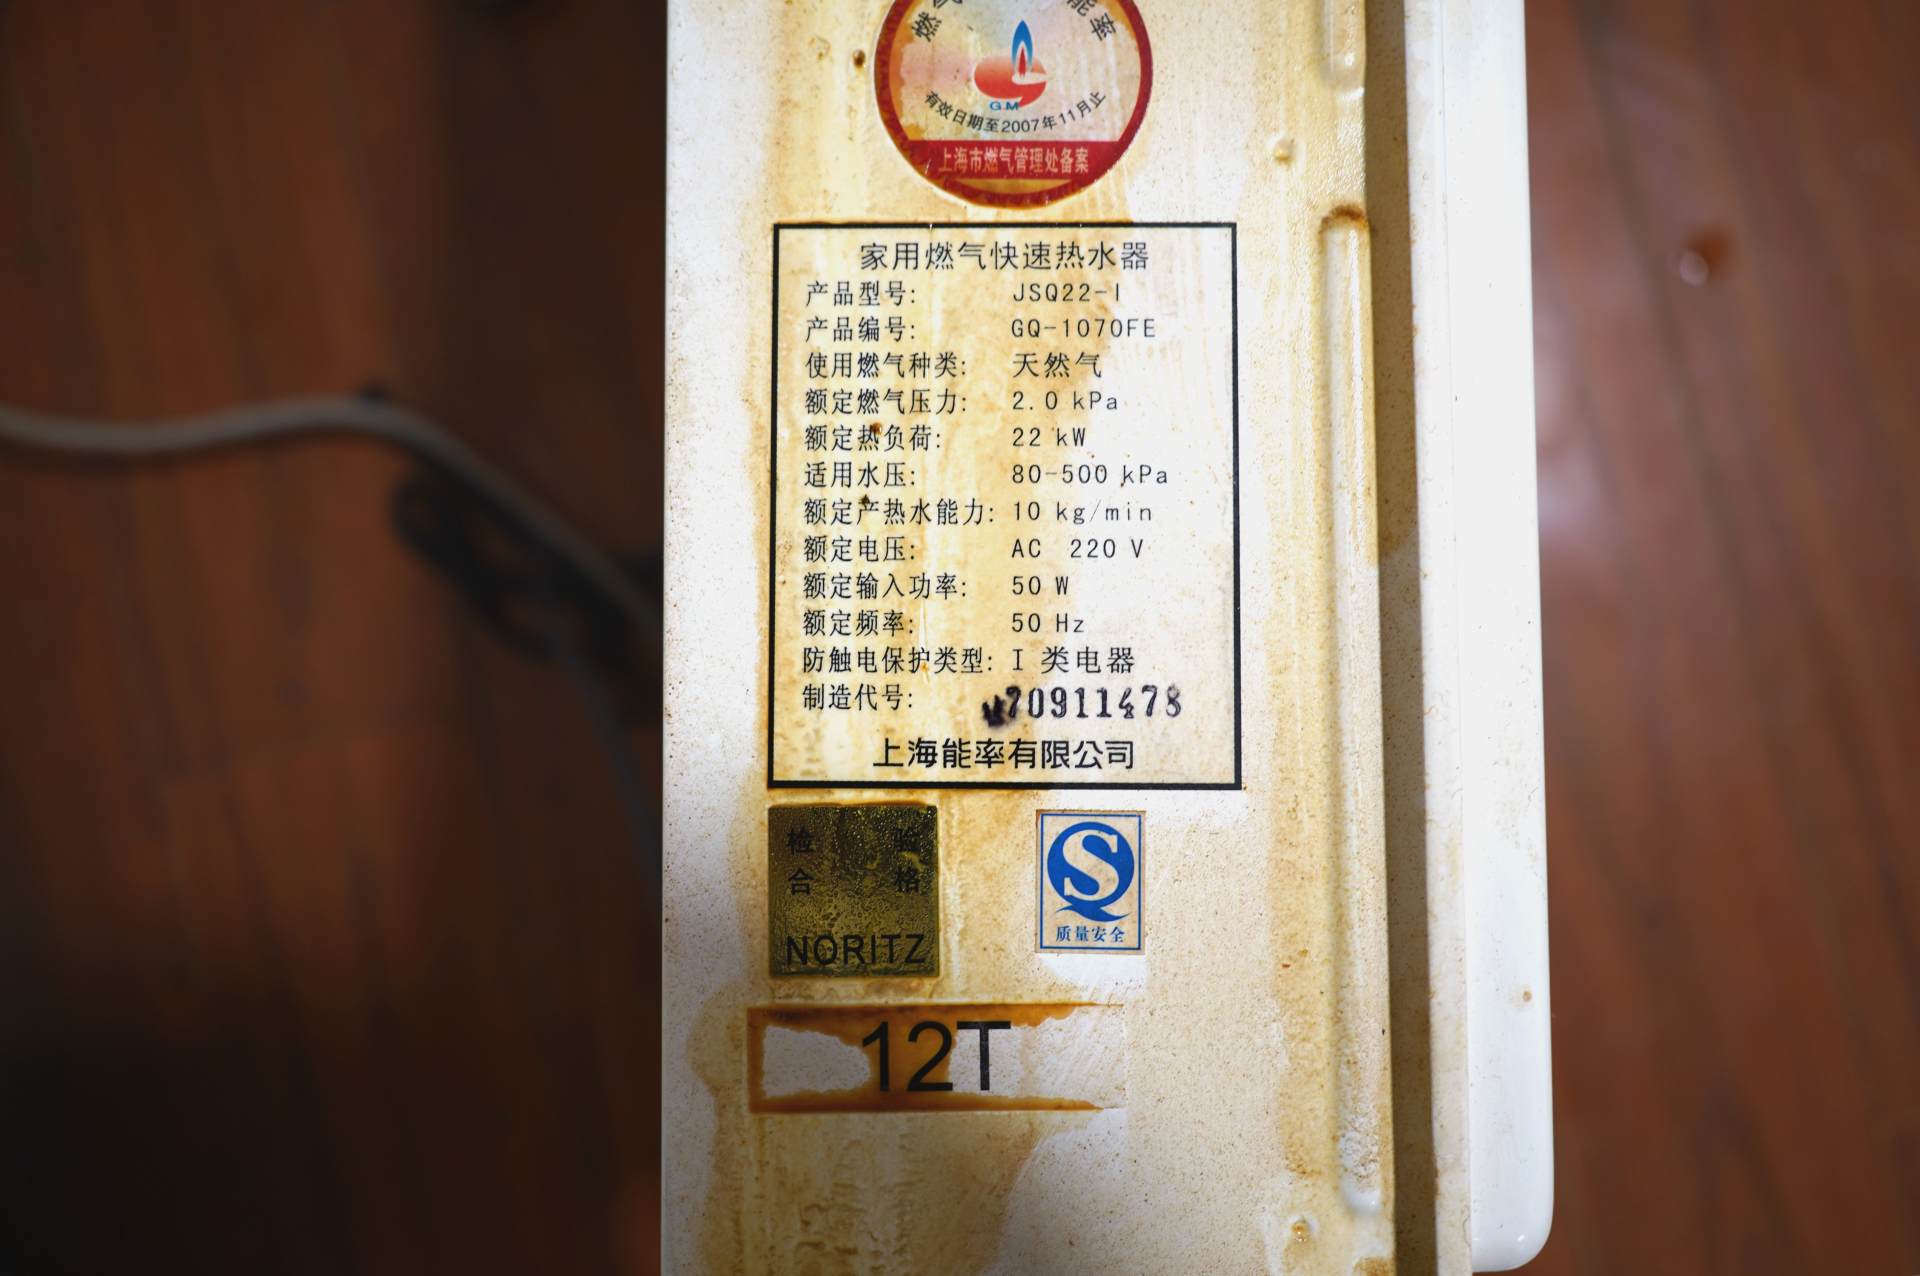 燃气 能率
GM
有效日期至2007年11月止
上海市燃气管理处备案
家用燃气快速热水器
产品型号: JSQ22-I
产品编号: GQ-1070FE
使用燃气种类: 天然气
额定燃气压力: 2.0 kPa
额定热负荷: 22 kW
适用水压: 80-500 kPa
额定产热水能力: 10 kg/min
额定电压: AC 220 V
额定输入功率: 50 W
额定频率: 50 Hz
防触电保护类型: I 类电器
制造代号: 70911478
上海能率有限公司
检 验
合 格
NORITZ
S
质量安全
12T